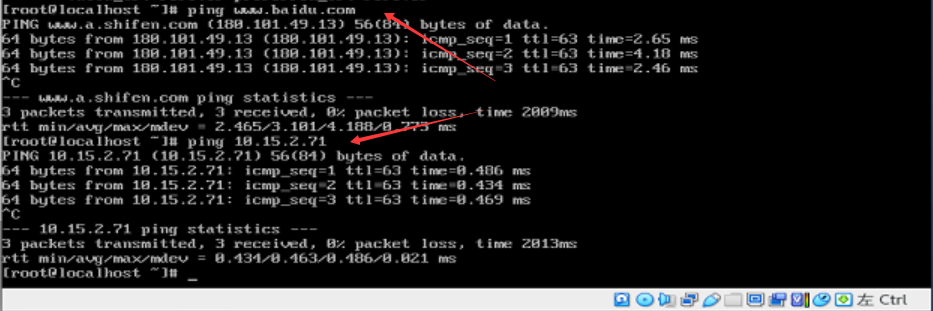 [root@localhost ~]# ping www.baidu.com
PING www.a.shifen.com (180.101.49.13) 56(84) bytes of data.
64 bytes from 180.101.49.13 (180.101.49.13): icmp_seq=1 ttl=63 time=2.65 ms
64 bytes from 180.101.49.13 (180.101.49.13): icmp_seq=2 ttl=63 time=4.18 ms
64 bytes from 180.101.49.13 (180.101.49.13): icmp_seq=3 ttl=63 time=2.46 ms
^C
--- www.a.shifen.com ping statistics ---
3 packets transmitted, 3 received, 0% packet loss, time 2009ms
rtt min/avg/max/mdev = 2.465/3.101/4.188/0.773 ms
[root@localhost ~]# ping 10.15.2.71
PING 10.15.2.71 (10.15.2.71) 56(84) bytes of data.
64 bytes from 10.15.2.71: icmp_seq=1 ttl=63 time=0.486 ms
64 bytes from 10.15.2.71: icmp_seq=2 ttl=63 time=0.434 ms
64 bytes from 10.15.2.71: icmp_seq=3 ttl=63 time=0.469 ms
^C
--- 10.15.2.71 ping statistics ---
3 packets transmitted, 3 received, 0% packet loss, time 2013ms
rtt min/avg/max/mdev = 0.434/0.463/0.486/0.021 ms
[root@localhost ~]# _
左 Ctrl